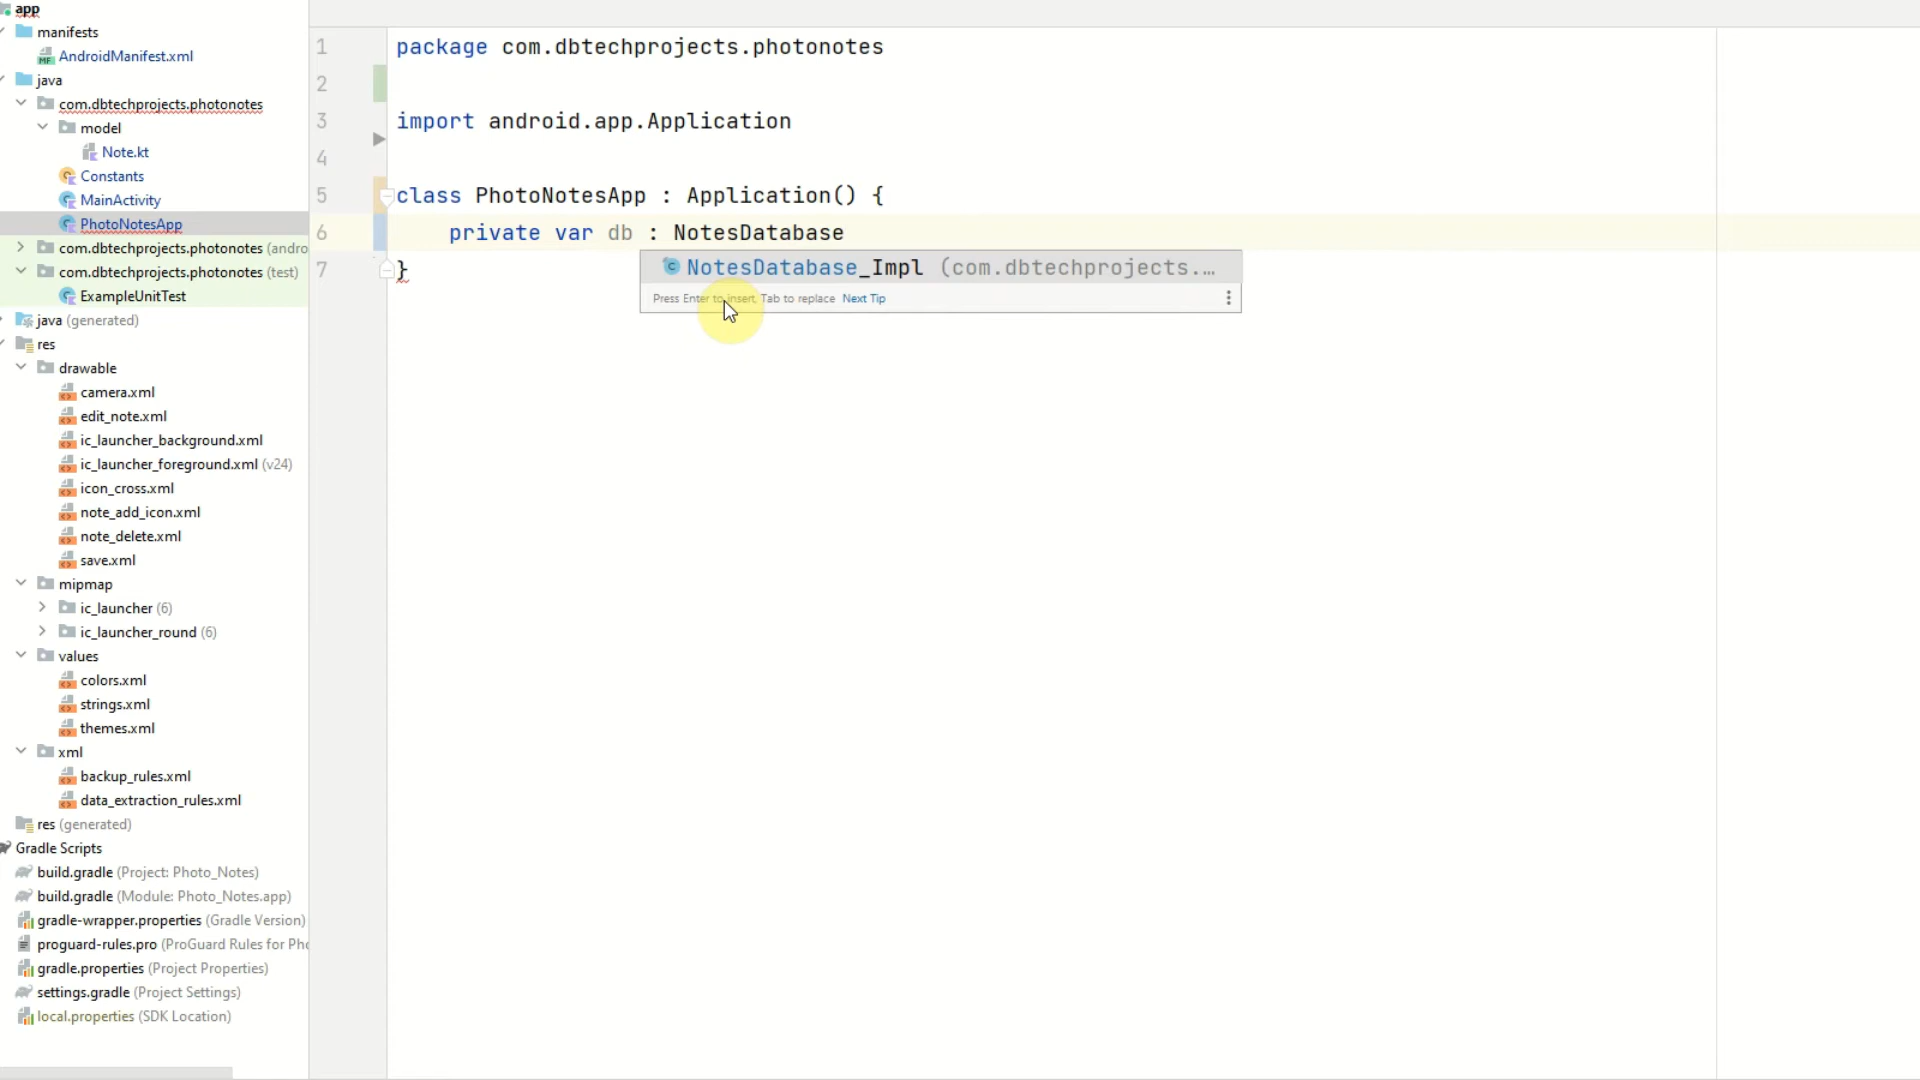 app
manifests
AndroidManifest.xml
java
com.dbtechprojects.photonotes
model
Note.kt
Constants
MainActivity
PhotoNotesApp
com.dbtechprojects.photonotes (andro
com.dbtechprojects.photonotes (test)
ExampleUnitTest
java (generated)
res
drawable
camera.xml
edit_note.xml
ic_launcher_background.xml
ic_launcher_foreground.xml (v24)
icon_cross.xml
note_add_icon.xml
note_delete.xml
save.xml
mipmap
ic_launcher (6)
ic_launcher_round (6)
values
colors.xml
strings.xml
themes.xml
xml
backup_rules.xml
data_extraction_rules.xml
res (generated)
Gradle Scripts
build.gradle (Project: Photo_Notes)
build.gradle (Module: Photo_Notes.app)
gradle-wrapper.properties (Gradle Version)
proguard-rules.pro (ProGuard Rules for Pho
gradle.properties (Project Properties)
settings.gradle (Project Settings)
local.properties (SDK Location)
1 package com.dbtechprojects.photonotes
2
3 import android.app.Application
4
5 class PhotoNotesApp : Application() {
6 private var db : NotesDatabase
NotesDatabase_Impl (com.dbtechprojects.…
7 }
Press Enter to insert, Tab to replace Next Tip